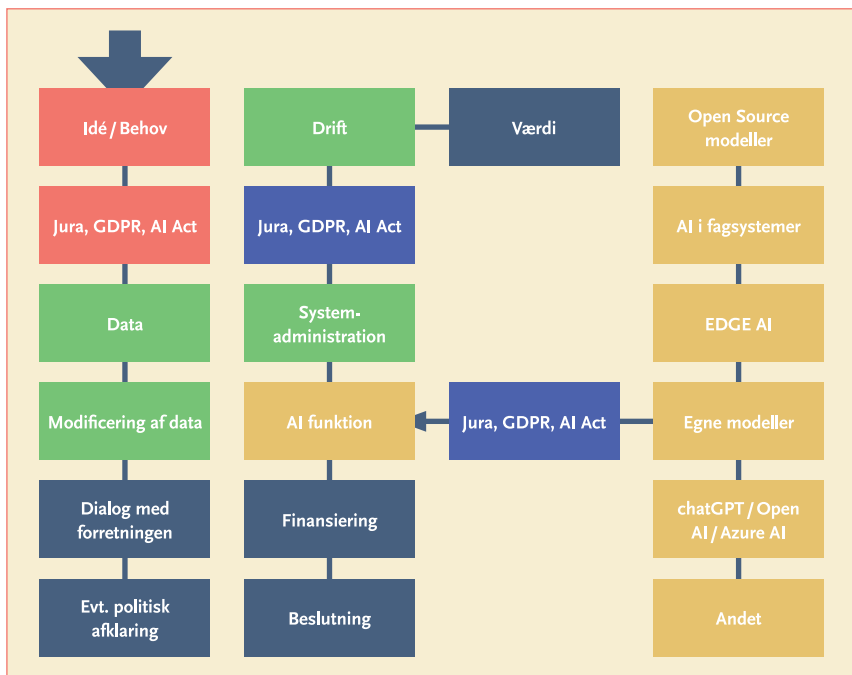 Idé / Behov
Jura, GDPR, AI Act
Data
Modificering af data
Dialog med
forretningen
Evt. politisk
afklaring
Drift
Jura, GDPR, AI Act
System-
administration
AI funktion
Finansiering
Beslutning
Værdi
Jura, GDPR, AI Act
Open Source
modeller
AI i fagsystemer
EDGE AI
Egne modeller
chatGPT / Open
AI / Azure AI
Andet